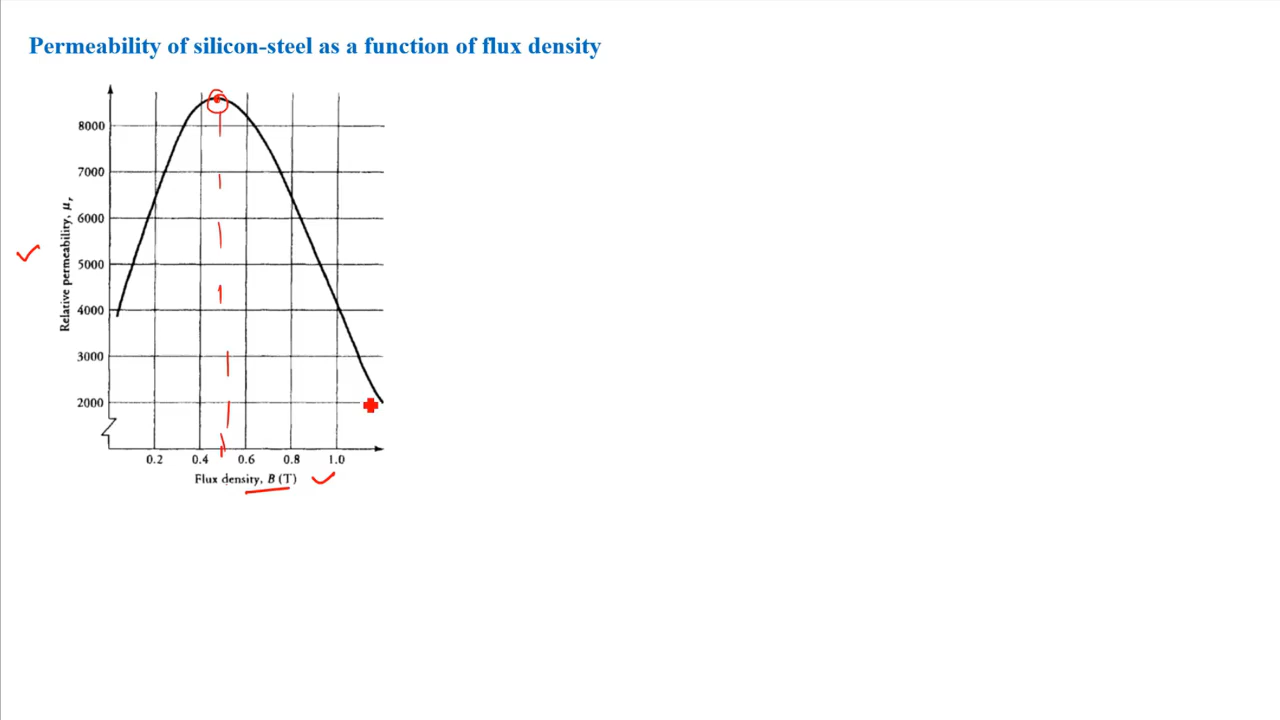 Permeability of silicon-steel as a function of flux density
8000
7000
6000
5000
4000
3000
2000
Relative permeability, μr
0.2 0.4 0.6 0.8 1.0
Flux density, B (T)